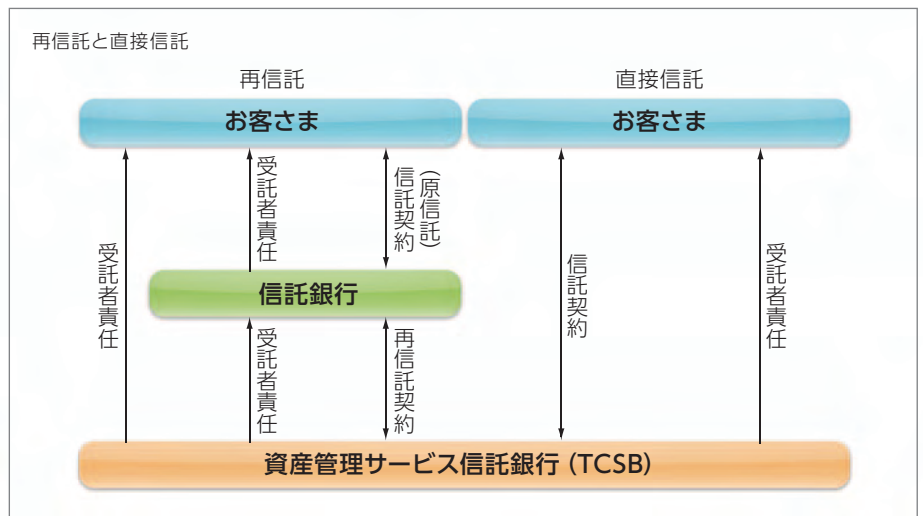 再信託と直接信託
再信託
直接信託
お客さま
お客さま
受託者責任
受託者責任
信託契約
(原信託)
信託契約
受託者責任
信託銀行
受託者責任
再信託契約
資産管理サービス信託銀行 (TCSB)